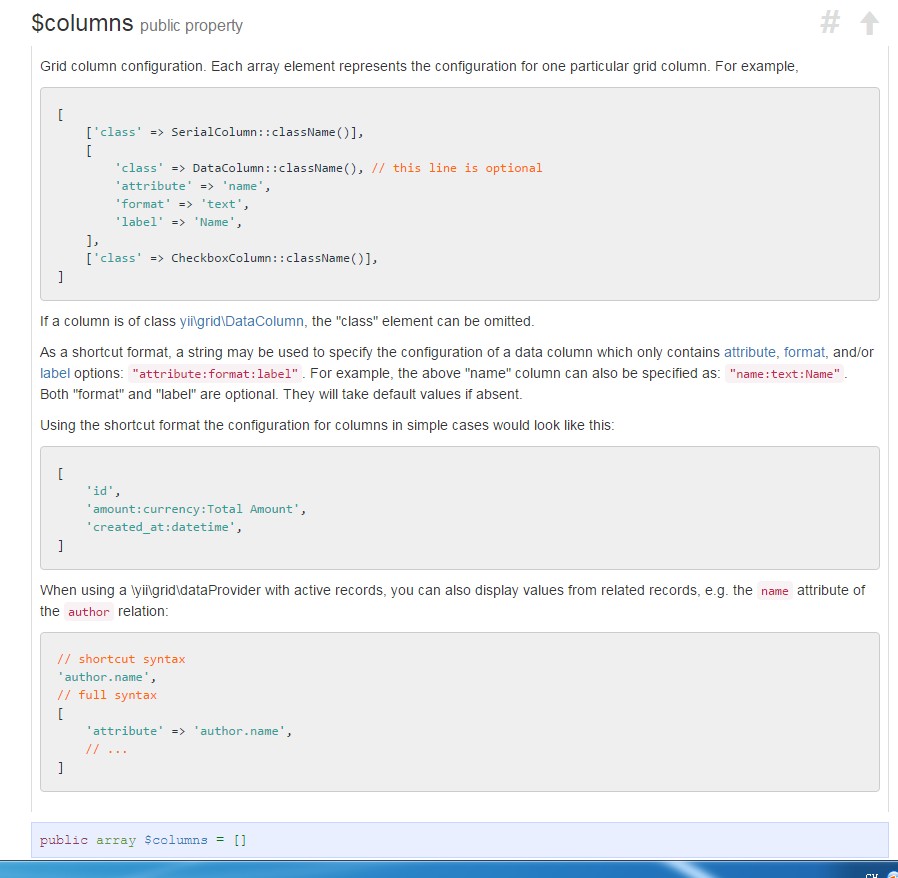 $columns public property # 
Grid column configuration. Each array element represents the configuration for one particular grid column. For example,
[
    ['class' => SerialColumn::className()],
    [
        'class' => DataColumn::className(), // this line is optional
        'attribute' => 'name',
        'format' => 'text',
        'label' => 'Name',
    ],
    ['class' => CheckboxColumn::className()],
]
If a column is of class yii\grid\DataColumn, the "class" element can be omitted.
As a shortcut format, a string may be used to specify the configuration of a data column which only contains attribute, format, and/or
label options: "attribute:format:label". For example, the above "name" column can also be specified as: "name:text:Name".
Both "format" and "label" are optional. They will take default values if absent.
Using the shortcut format the configuration for columns in simple cases would look like this:
[
    'id',
    'amount:currency:Total Amount',
    'created_at:datetime',
]
When using a \yii\grid\dataProvider with active records, you can also display values from related records, e.g. the name attribute of
the author relation:
// shortcut syntax
'author.name',
// full syntax
[
    'attribute' => 'author.name',
    // ...
]
public array $columns = []